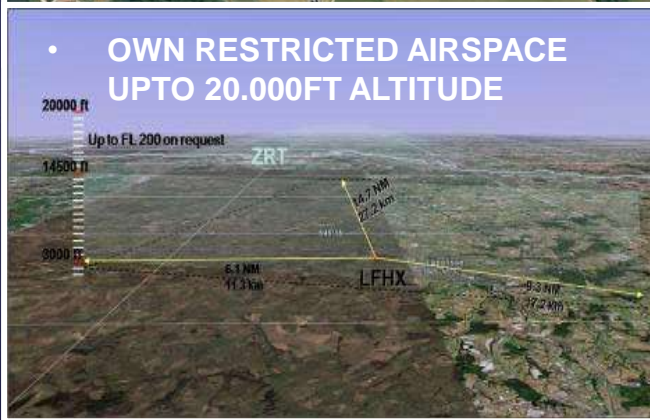 • OWN RESTRICTED AIRSPACE
UPTO 20.000FT ALTITUDE
20000 ft
Up to FL 200 on request
ZRT
14500 ft
14.7 NM
27.2 km
3000 ft
6.1 NM
11.3 km
LFHX
9.3 NM
17.2 km